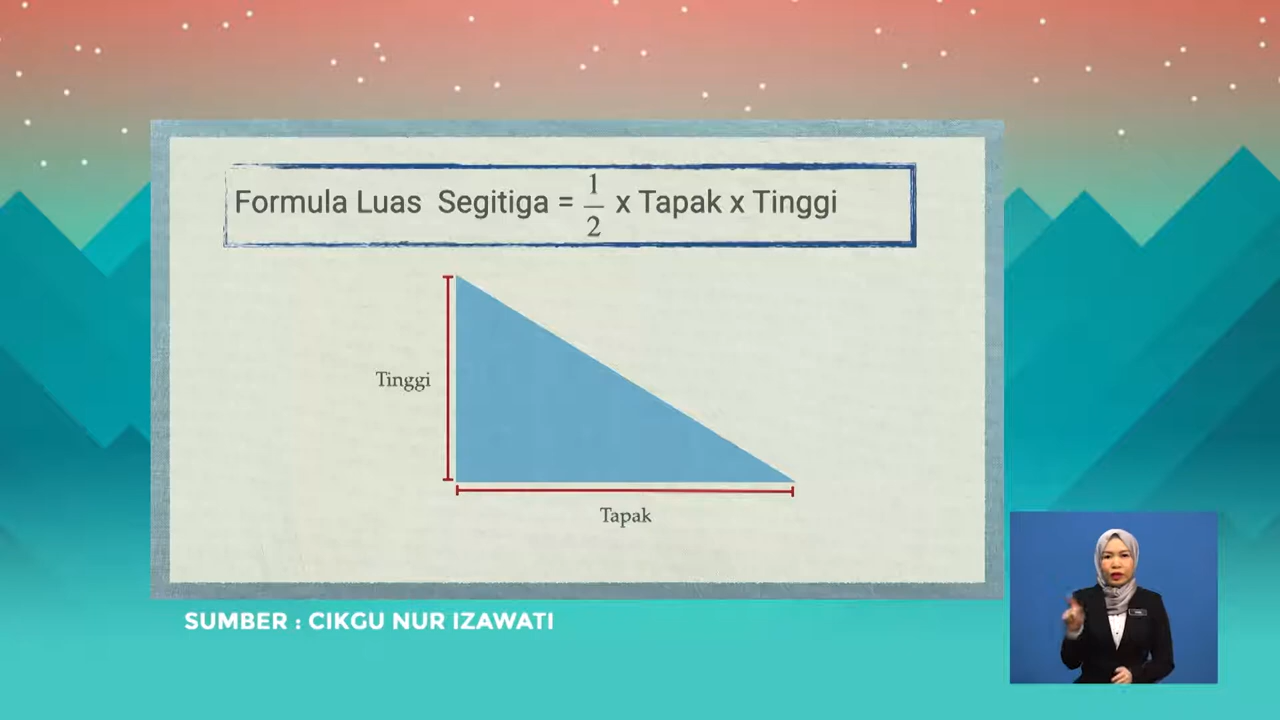 Formula Luas Segitiga = 1/2 x Tapak x Tinggi
Tinggi
Tapak
SUMBER : CIKGU NUR IZAWATI